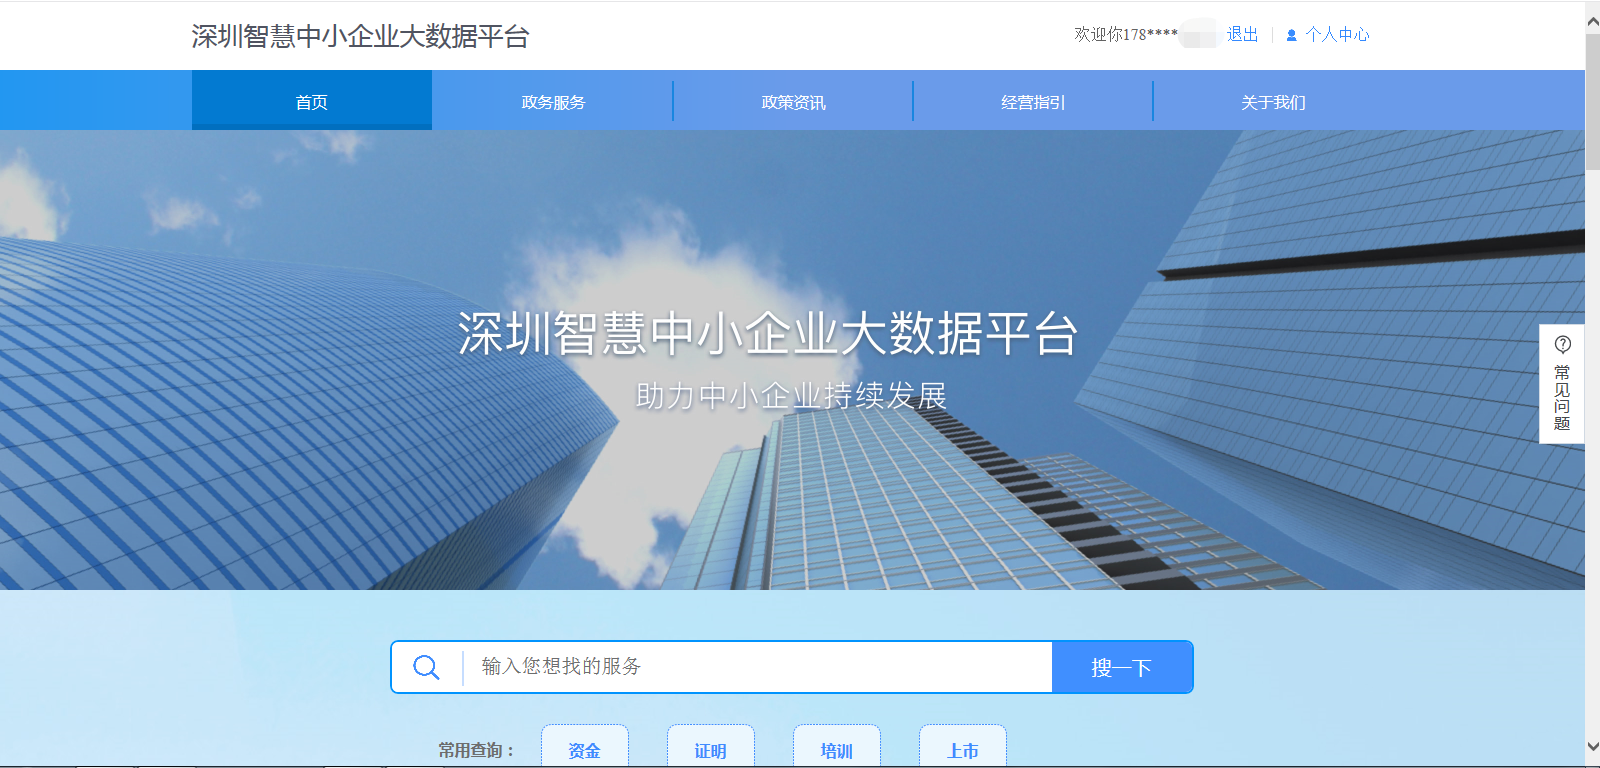 深圳智慧中小企业大数据平台
欢迎你178**** 退出 个人中心
首页 政务服务 政策资讯 经营指引 关于我们
深圳智慧中小企业大数据平台
助力中小企业持续发展
常见问题
输入您想找的服务 搜一下
常用查询： 资金 证明 培训 上市